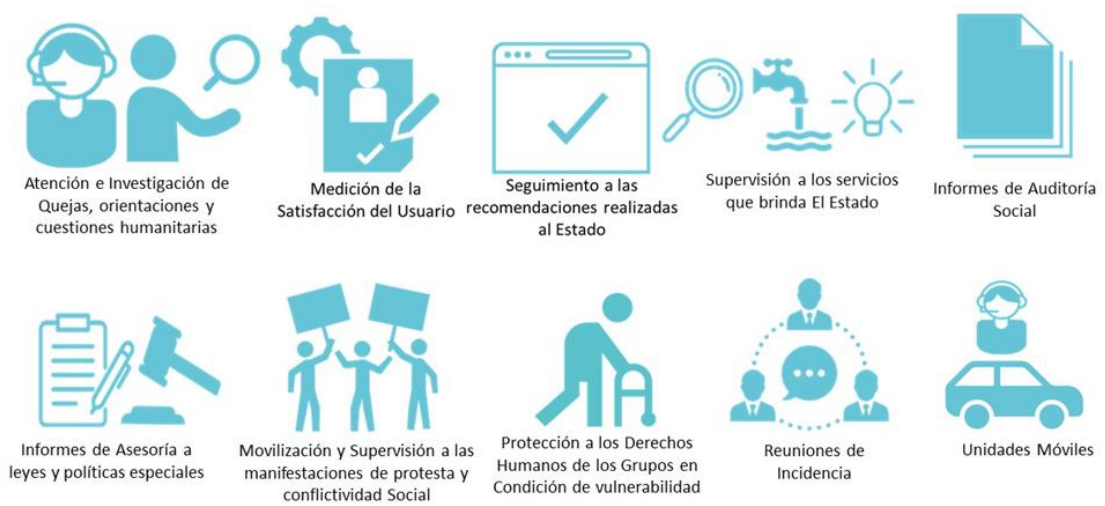 Atención e Investigación de
Quejas, orientaciones y
cuestiones humanitarias
Medición de la
Satisfacción del Usuario
Seguimiento a las
recomendaciones realizadas
al Estado
Supervisión a los servicios
que brinda El Estado
Informes de Auditoría
Social
Informes de Asesoría a
leyes y políticas especiales
Movilización y Supervisión a las
manifestaciones de protesta y
conflictividad Social
Protección a los Derechos
Humanos de los Grupos en
Condición de vulnerabilidad
Reuniones de
Incidencia
Unidades Móviles